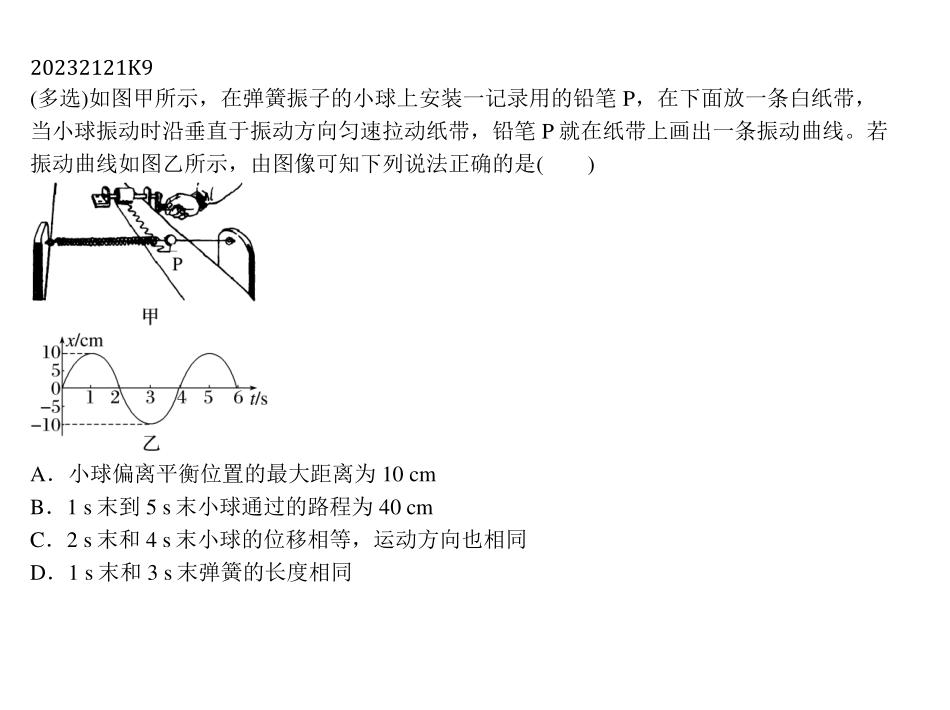 20232121K9
(多选)如图甲所示，在弹簧振子的小球上安装一记录用的铅笔 P，在下面放一条白纸带，
当小球振动时沿垂直于振动方向匀速拉动纸带，铅笔 P 就在纸带上画出一条振动曲线。若
振动曲线如图乙所示，由图像可知下列说法正确的是(　　)
P
甲
x/cm
10
5
0
1 2 3 4 5 6 t/s
−5
−10
乙
A．小球偏离平衡位置的最大距离为 10 cm
B．1 s 末到 5 s 末小球通过的路程为 40 cm
C．2 s 末和 4 s 末小球的位移相等，运动方向也相同
D．1 s 末和 3 s 末弹簧的长度相同